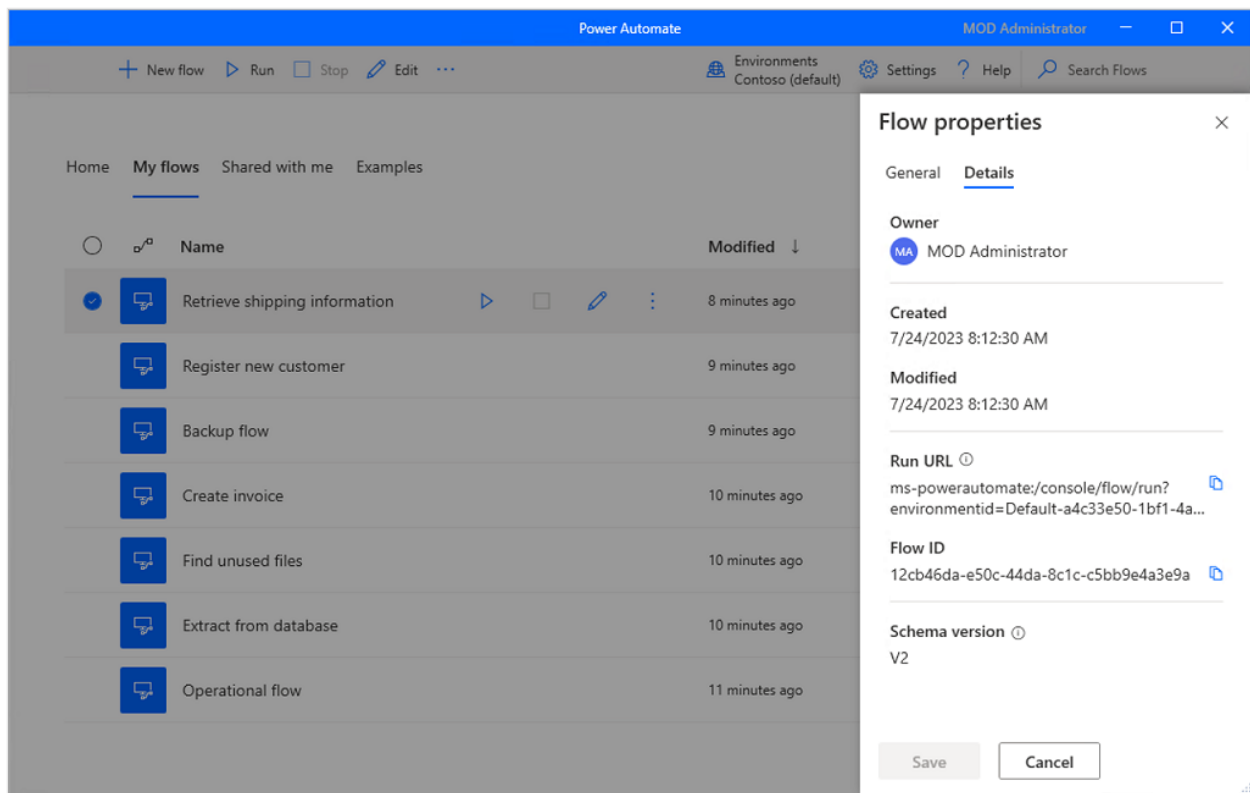 Power Automate
MOD Administrator
New flow
Run
Stop
Edit
Environments
Contoso (default)
Settings
? Help
Search Flows
Home
My flows
Shared with me
Examples
Name
Modified ↓
Retrieve shipping information
8 minutes ago
Register new customer
9 minutes ago
Backup flow
9 minutes ago
Create invoice
10 minutes ago
Find unused files
10 minutes ago
Extract from database
10 minutes ago
Operational flow
11 minutes ago
Flow properties
General
Details
Owner
MA
MOD Administrator
Created
7/24/2023 8:12:30 AM
Modified
7/24/2023 8:12:30 AM
Run URL
ms-powerautomate:/console/flow/run?
environmentid=Default-a4c33e50-1bf1-4a...
Flow ID
12cb46da-e50c-44da-8c1c-c5bb9e4a3e9a
Schema version
V2
Save
Cancel